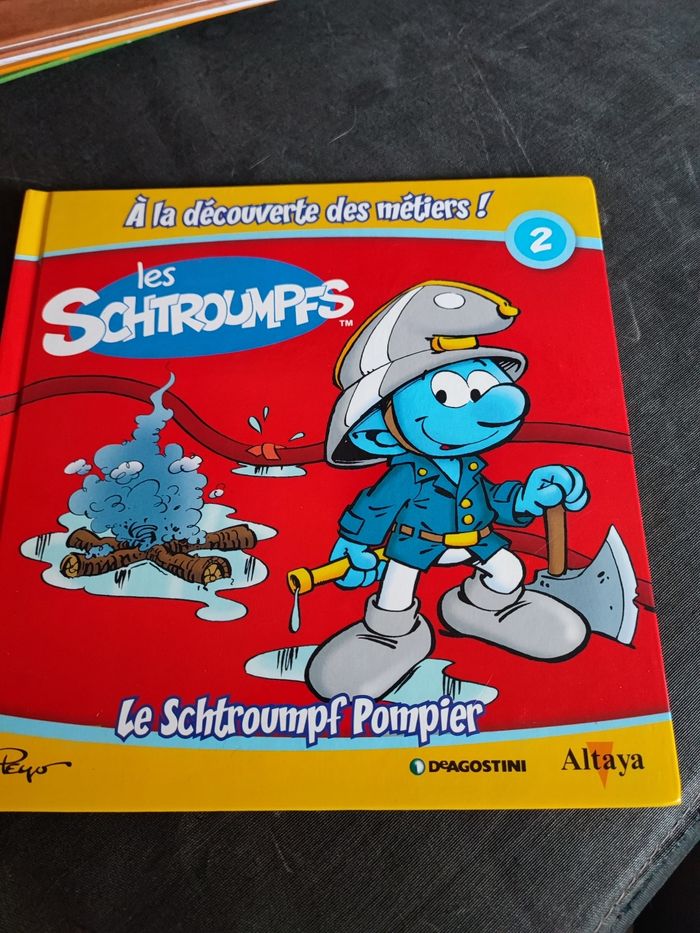 À la découverte des métiers !
2
les
SCHTROUMPFS
TM
Le Schtroumpf Pompier
Peyo
DeAGOSTINI
Altaya